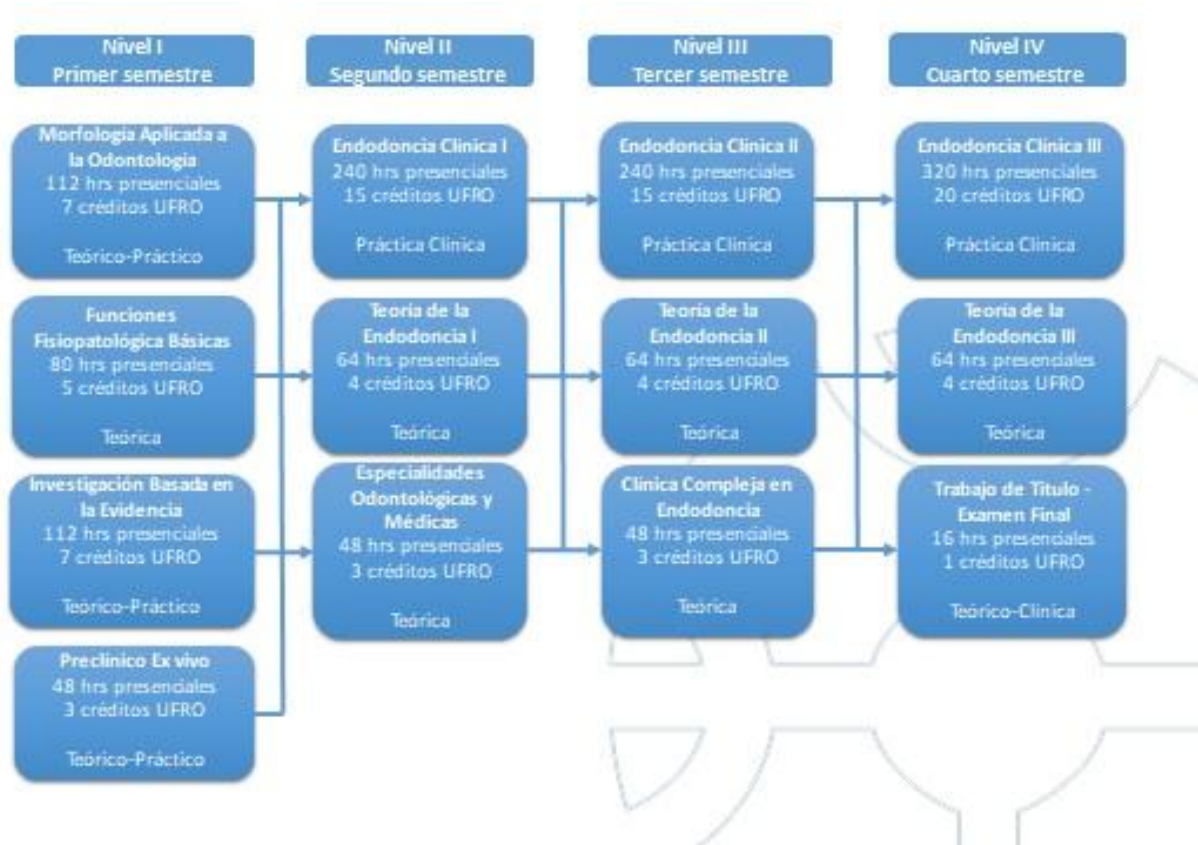 Nivel I
Primer semestre
Nivel II
Segundo semestre
Nivel III
Tercer semestre
Nivel IV
Cuarto semestre
Morfología Aplicada a
la Odontología
112 hrs presenciales
7 créditos UFRO
Teórico-Práctico
Endodoncia Clínica I
240 hrs presenciales
15 créditos UFRO
Práctica Clínica
Endodoncia Clínica II
240 hrs presenciales
15 créditos UFRO
Práctica Clínica
Endodoncia Clínica III
320 hrs presenciales
20 créditos UFRO
Práctica Clínica
Funciones
Fisiopatológica Básicas
80 hrs presenciales
5 créditos UFRO
Teórica
Teoría de la
Endodoncia I
64 hrs presenciales
4 créditos UFRO
Teórica
Teoría de la
Endodoncia II
64 hrs presenciales
4 créditos UFRO
Teórica
Teoría de la
Endodoncia III
64 hrs presenciales
4 créditos UFRO
Teórica
Investigación Basada en
la Evidencia
112 hrs presenciales
7 créditos UFRO
Teórico-Práctico
Especialidades
Odontológicas y
Médicas
48 hrs presenciales
3 créditos UFRO
Teórica
Clínica Compleja en
Endodoncia
48 hrs presenciales
3 créditos UFRO
Teórica
Trabajo de Titulo -
Examen Final
16 hrs presenciales
1 créditos UFRO
Teórico-Clínica
Preclínico Ex vivo
48 hrs presenciales
3 créditos UFRO
Teórico-Práctico